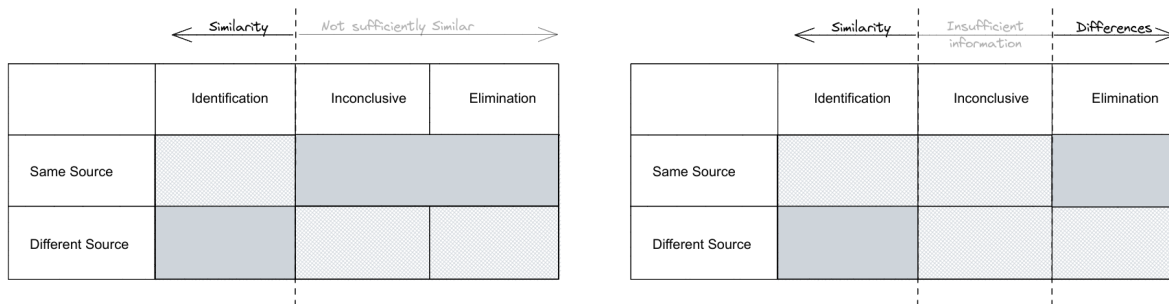 Similarity Not sufficiently Similar
Identification Inconclusive Elimination
Same Source
Different Source
Similarity Insufficient information Differences
Identification Inconclusive Elimination
Same Source
Different Source